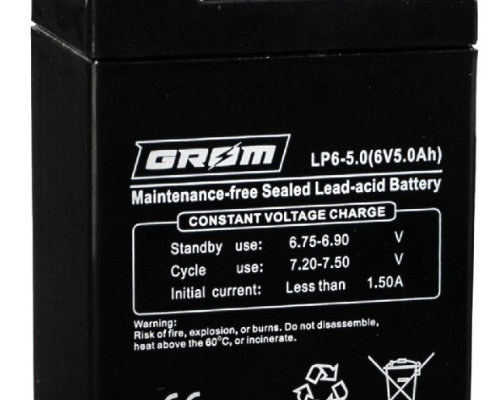 GROM LP6-5.0(6V5.0Ah)
Maintenance-free Sealed Lead-acid Battery
CONSTANT VOLTAGE CHARGE
Standby use: 6.75-6.90 V
Cycle use: 7.20-7.50 V
Initial current: Less than 1.50A
Warning:
Risk of fire, explosion, or burns. Do not disassemble,
heat above the 60°C, or incinerate.